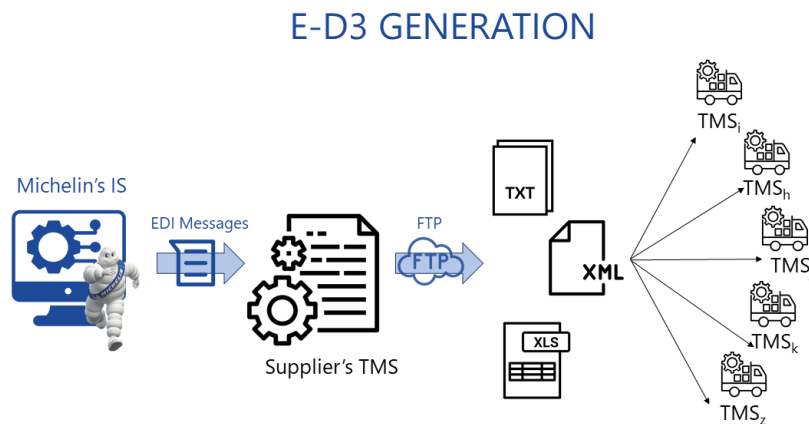 E-D3 GENERATION
Michelin's IS
EDI Messages
Supplier's TMS
FTP
FTP
TXT
XML
XLS
TMSi
TMSh
TMS
TMSk
TMSz